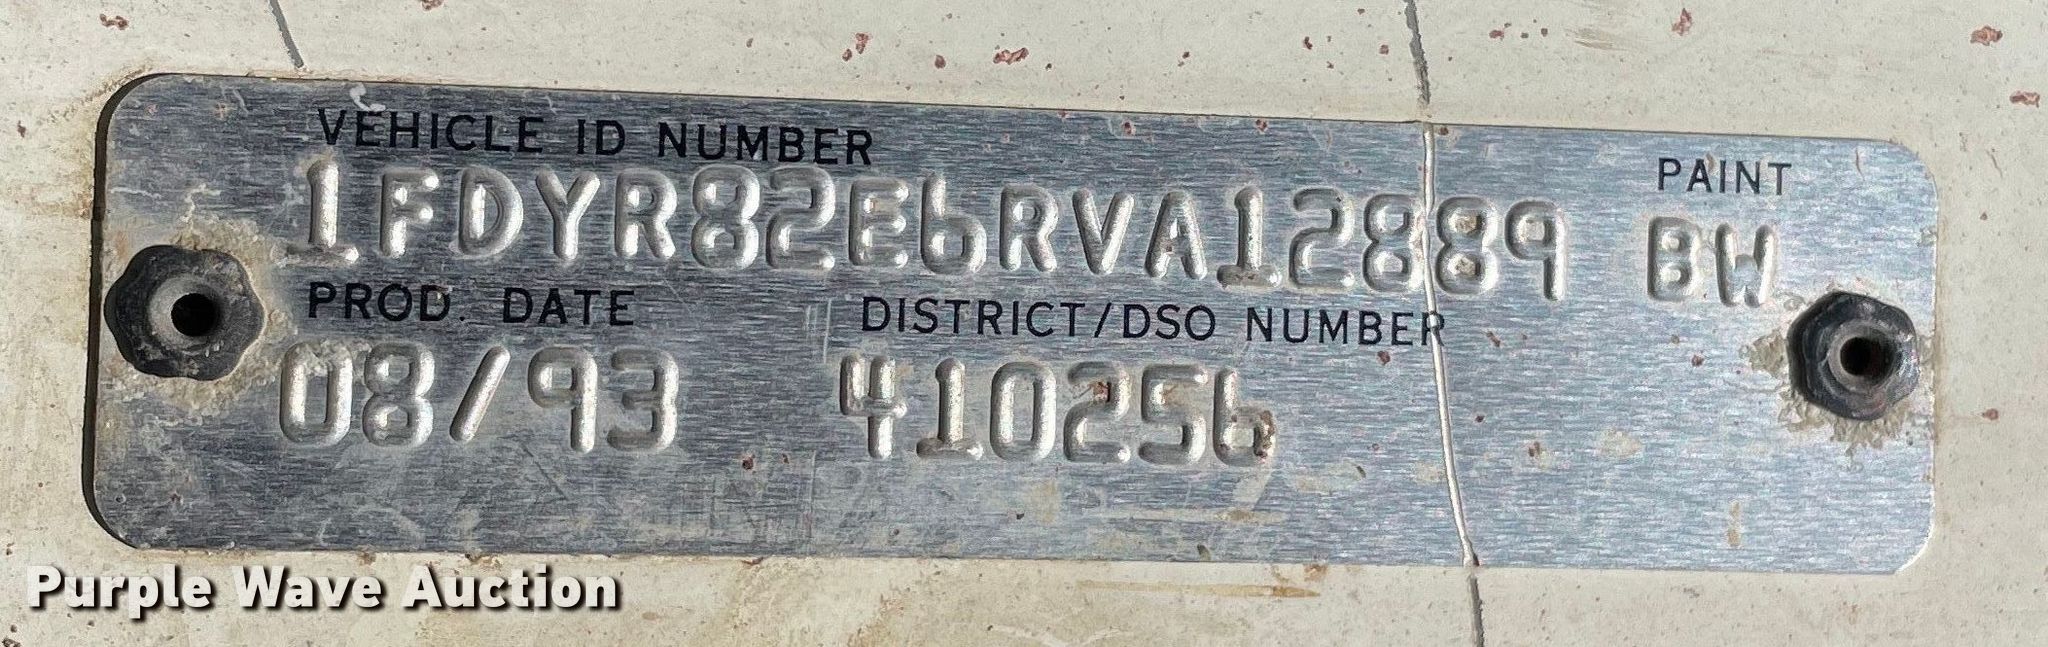 VEHICLE ID NUMBER PAINT
1FDYR82E6RVA12889 BW
PROD. DATE DISTRICT/DSO NUMBER
08/93 410256
Purple Wave Auction